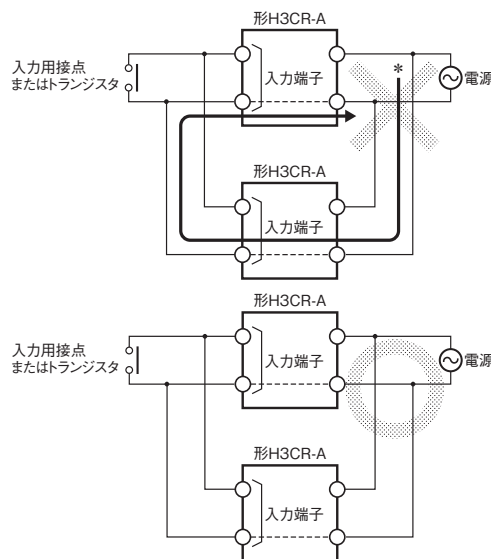 形H3CR-A
入力用接点
またはトランジスタ
入力端子
*
電源
形H3CR-A
入力端子
形H3CR-A
入力用接点
またはトランジスタ
入力端子
電源
形H3CR-A
入力端子